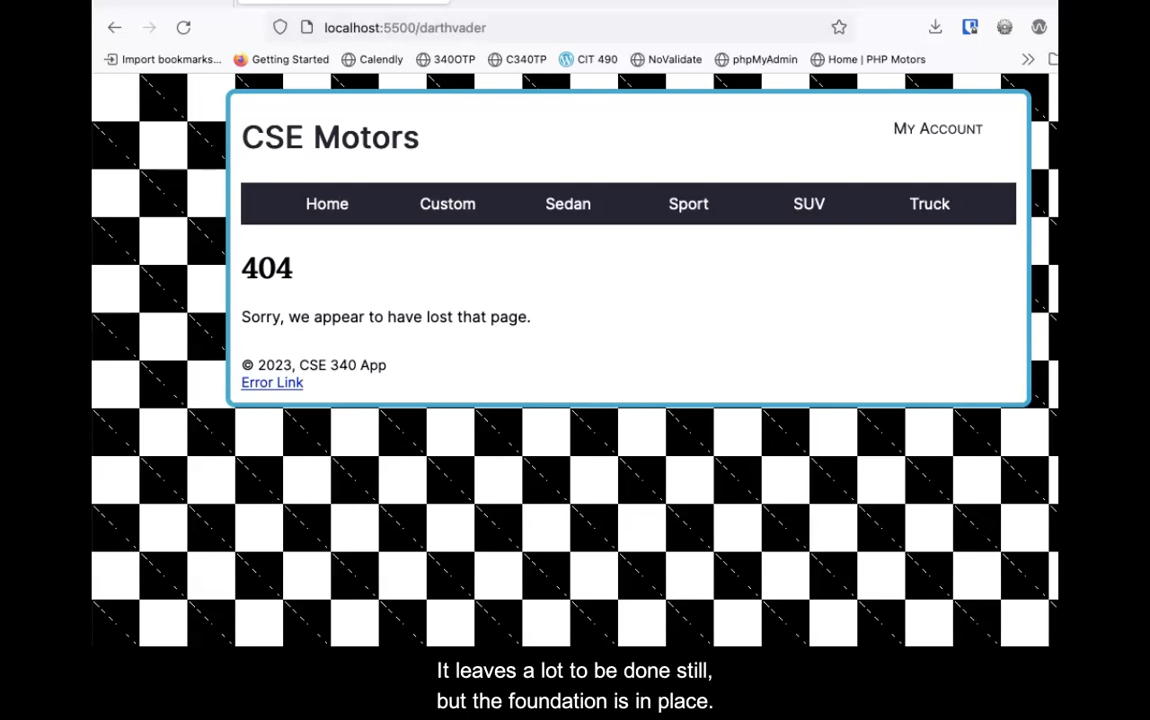 localhost:5500/darthvader
Import bookmarks... Getting Started Calendly 340OTP C340TP CIT 490 NoValidate phpMyAdmin Home | PHP Motors
CSE Motors
My Account
Home Custom Sedan Sport SUV Truck
404
Sorry, we appear to have lost that page.
© 2023, CSE 340 App
Error Link
It leaves a lot to be done still,
but the foundation is in place.